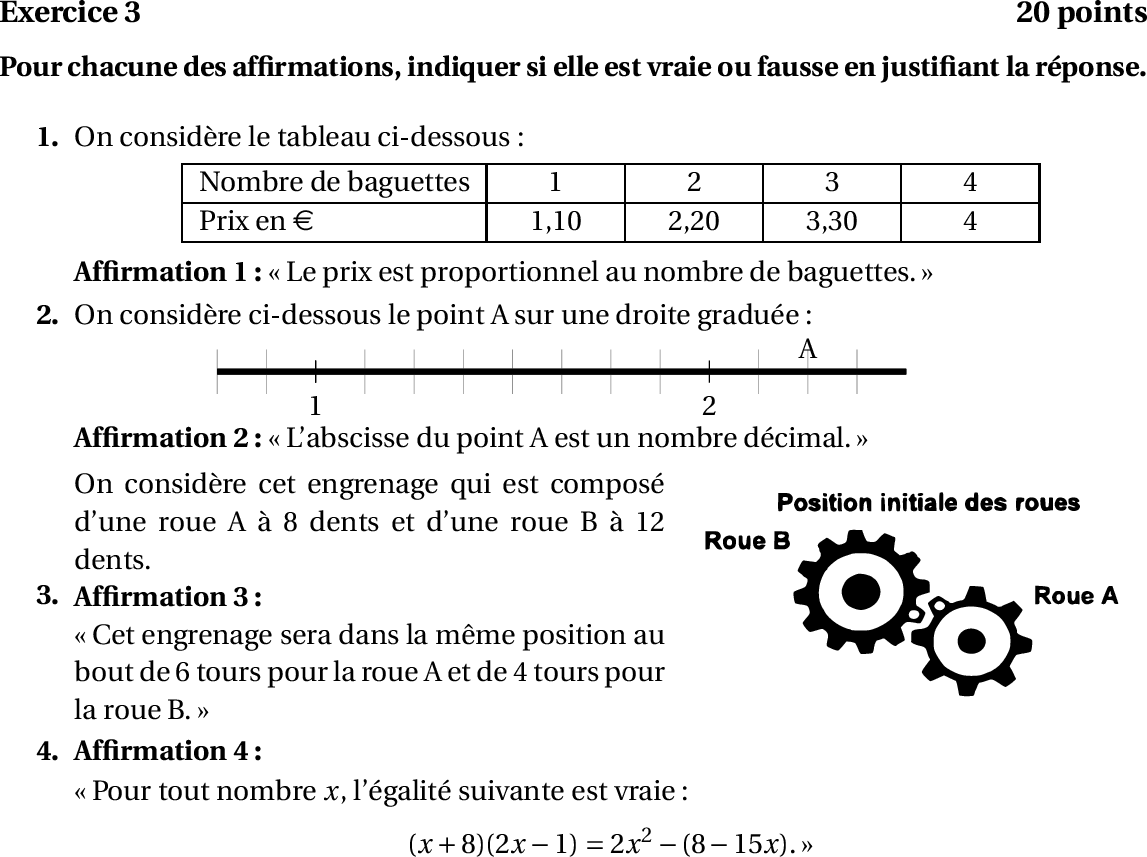 Exercice 3 20 points
Pour chacune des affirmations, indiquer si elle est vraie ou fausse en justifiant la réponse.
1. On considère le tableau ci-dessous :
Nombre de baguettes 1 2 3 4
Prix en € 1,10 2,20 3,30 4
Affirmation 1 : « Le prix est proportionnel au nombre de baguettes. »
2. On considère ci-dessous le point A sur une droite graduée :
A
1 2
Affirmation 2 : « L'abscisse du point A est un nombre décimal. »
On considère cet engrenage qui est composé
d'une roue A à 8 dents et d'une roue B à 12
dents.
3. Affirmation 3 :
« Cet engrenage sera dans la même position au
bout de 6 tours pour la roue A et de 4 tours pour
la roue B. »
Position initiale des roues
Roue B
Roue A
4. Affirmation 4 :
« Pour tout nombre x, l'égalité suivante est vraie :
(x + 8)(2x − 1) = 2x² − (8 − 15x). »